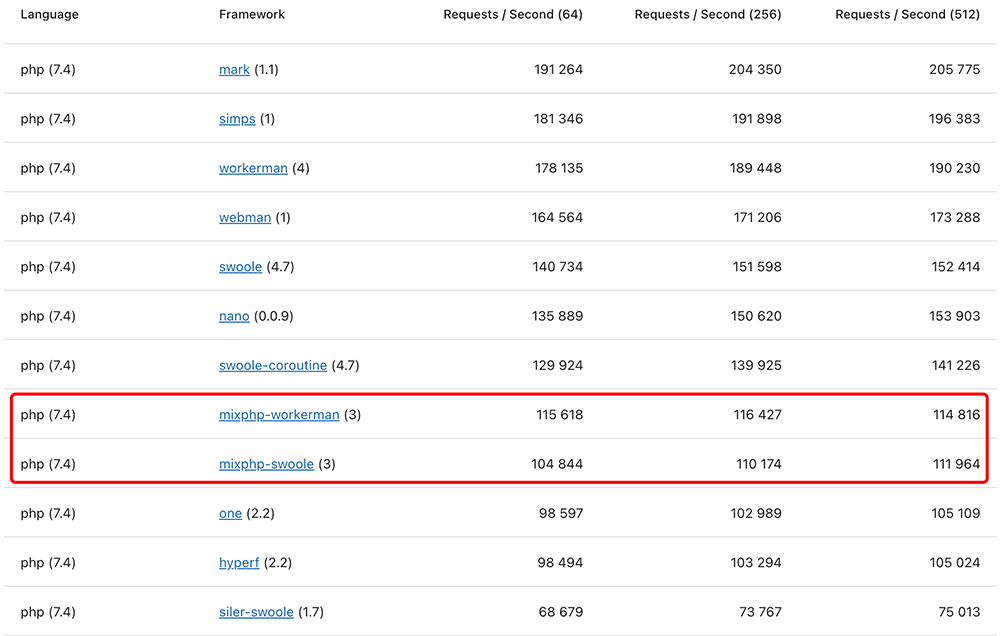 Language Framework Requests / Second (64) Requests / Second (256) Requests / Second (512)
php (7.4) mark (1.1) 191 264 204 350 205 775
php (7.4) simps (1) 181 346 191 898 196 383
php (7.4) workerman (4) 178 135 189 448 190 230
php (7.4) webman (1) 164 564 171 206 173 288
php (7.4) swoole (4.7) 140 734 151 598 152 414
php (7.4) nano (0.0.9) 135 889 150 620 153 903
php (7.4) swoole-coroutine (4.7) 129 924 139 925 141 226
php (7.4) mixphp-workerman (3) 115 618 116 427 114 816
php (7.4) mixphp-swoole (3) 104 844 110 174 111 964
php (7.4) one (2.2) 98 597 102 989 105 109
php (7.4) hyperf (2.2) 98 494 103 294 105 024
php (7.4) siler-swoole (1.7) 68 679 73 767 75 013